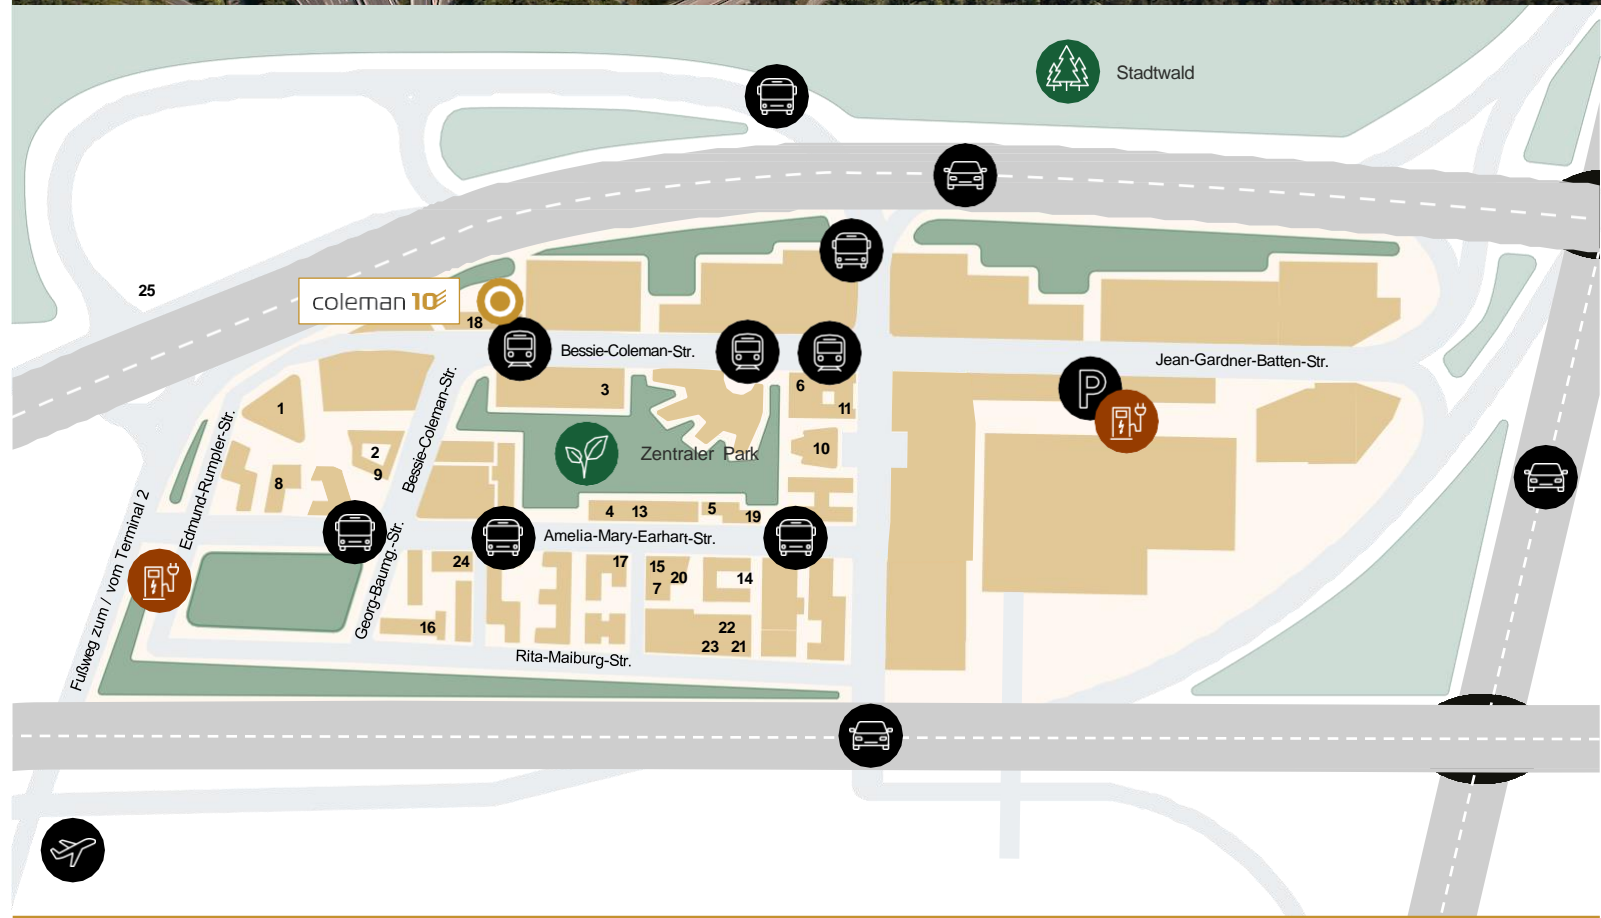 Stadtwald
25
coleman 10
18
Bessie-Coleman-Str.
Jean-Gardner-Batten-Str.
P
3
6
11
1
Bessie-Coleman-Str.
Edmund-Rumpler-Str.
2
9
8
10
Zentraler Park
4
13
5
19
Amelia-Mary-Earhart-Str.
Fußweg zum / vom Terminal 2
Georg-Baumg.-Str.
24
17
15
20
7
14
16
22
23
21
Rita-Maiburg-Str.